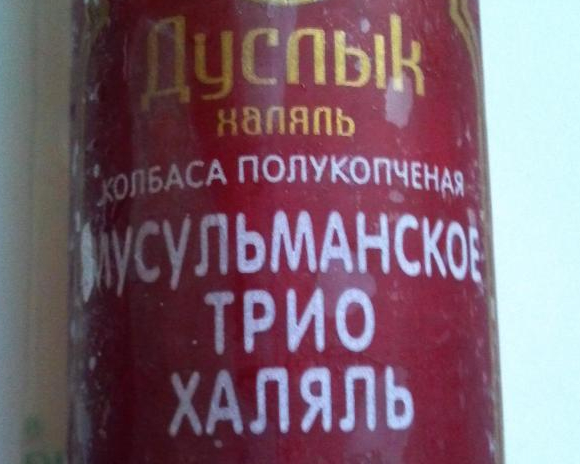 Дуслык
халяль
КОЛБАСА ПОЛУКОПЧЕНАЯ
МУСУЛЬМАНСКОЕ
ТРИО
ХАЛЯЛЬ